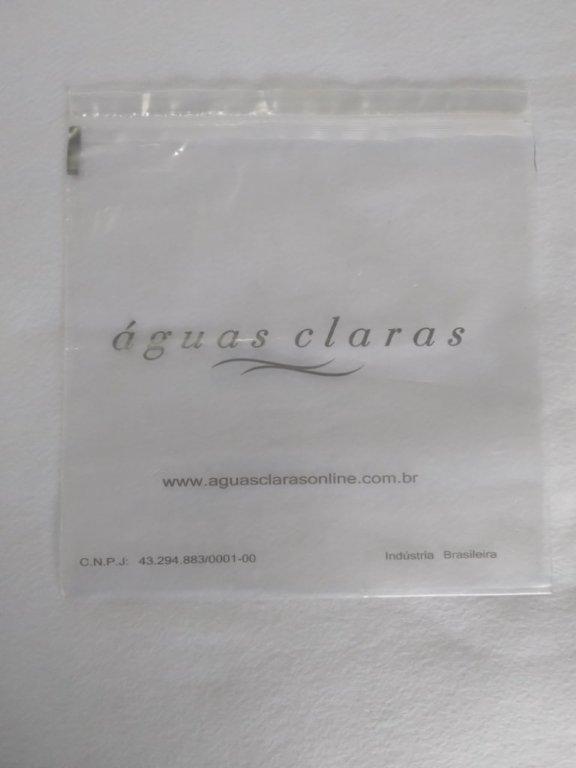 águas claras
www.aguasclarasonline.com.br
C.N.P.J: 43.294.883/0001-00 Indústria Brasileira